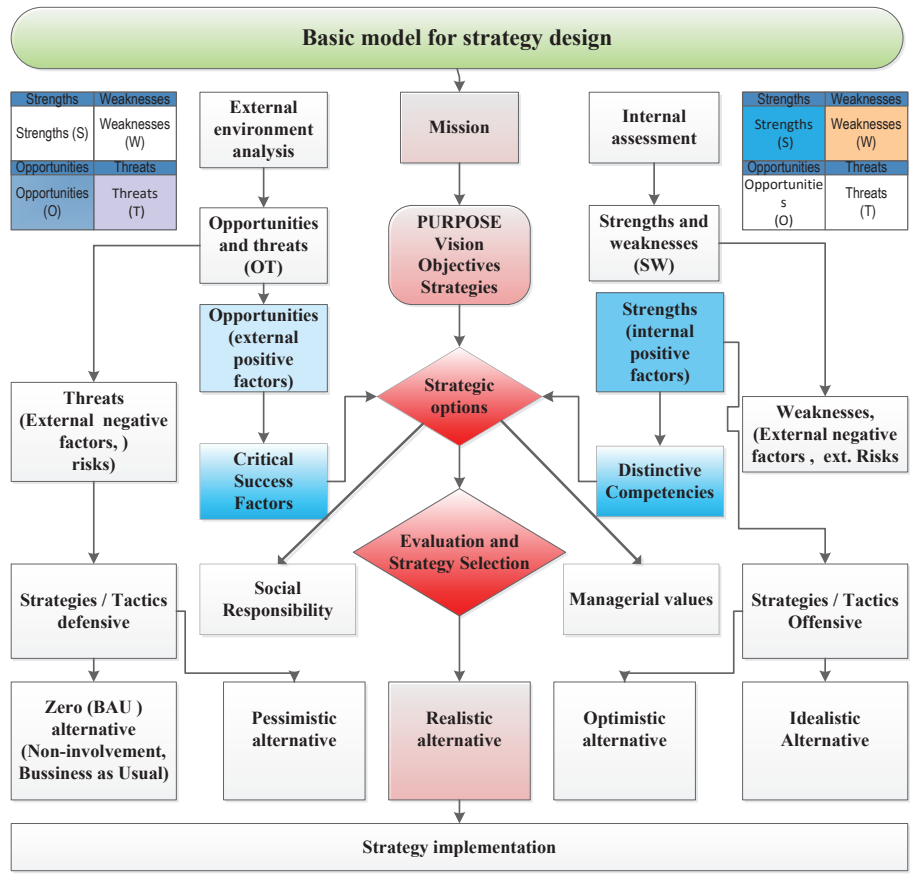 Basic model for strategy design
Strengths Weaknesses
Strengths (S) Weaknesses
(W)
Opportunities Threats
Opportunities
(O)
Threats
(T)
External
environment
analysis
Mission
Internal
assessment
Strengths Weaknesses
Strengths
(S)
Weaknesses
(W)
Opportunities Threats
Opportunitie
s
(O)
Threats
(T)
Opportunities
and threats
(OT)
PURPOSE
Vision
Objectives
Strategies
Strengths and
weaknesses
(SW)
Opportunities
(external
positive
factors)
Strengths
(internal
positive
factors)
Threats
(External negative
factors, )
risks)
Strategic
options
Weaknesses,
(External negative
factors , ext. Risks
Critical
Success
Factors
Distinctive
Competencies
Evaluation and
Strategy Selection
Strategies / Tactics
defensive
Social
Responsibility
Managerial values
Strategies / Tactics
Offensive
Zero (BAU )
alternative
(Non-involvement,
Bussiness as Usual)
Pessimistic
alternative
Realistic
alternative
Optimistic
alternative
Idealistic
Alternative
Strategy implementation